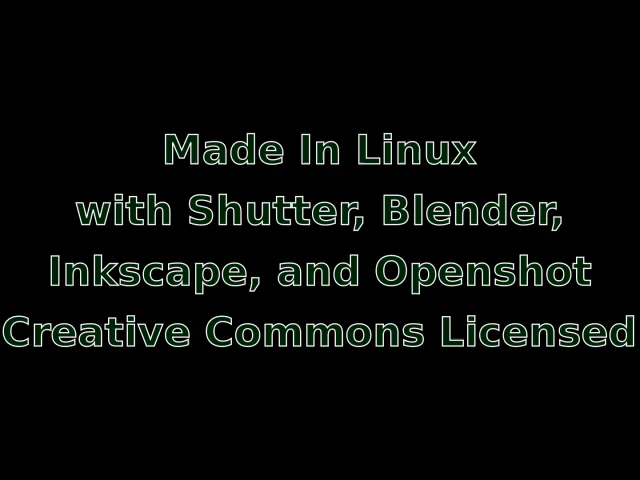 Made In Linux
with Shutter, Blender,
Inkscape, and Openshot
Creative Commons Licensed